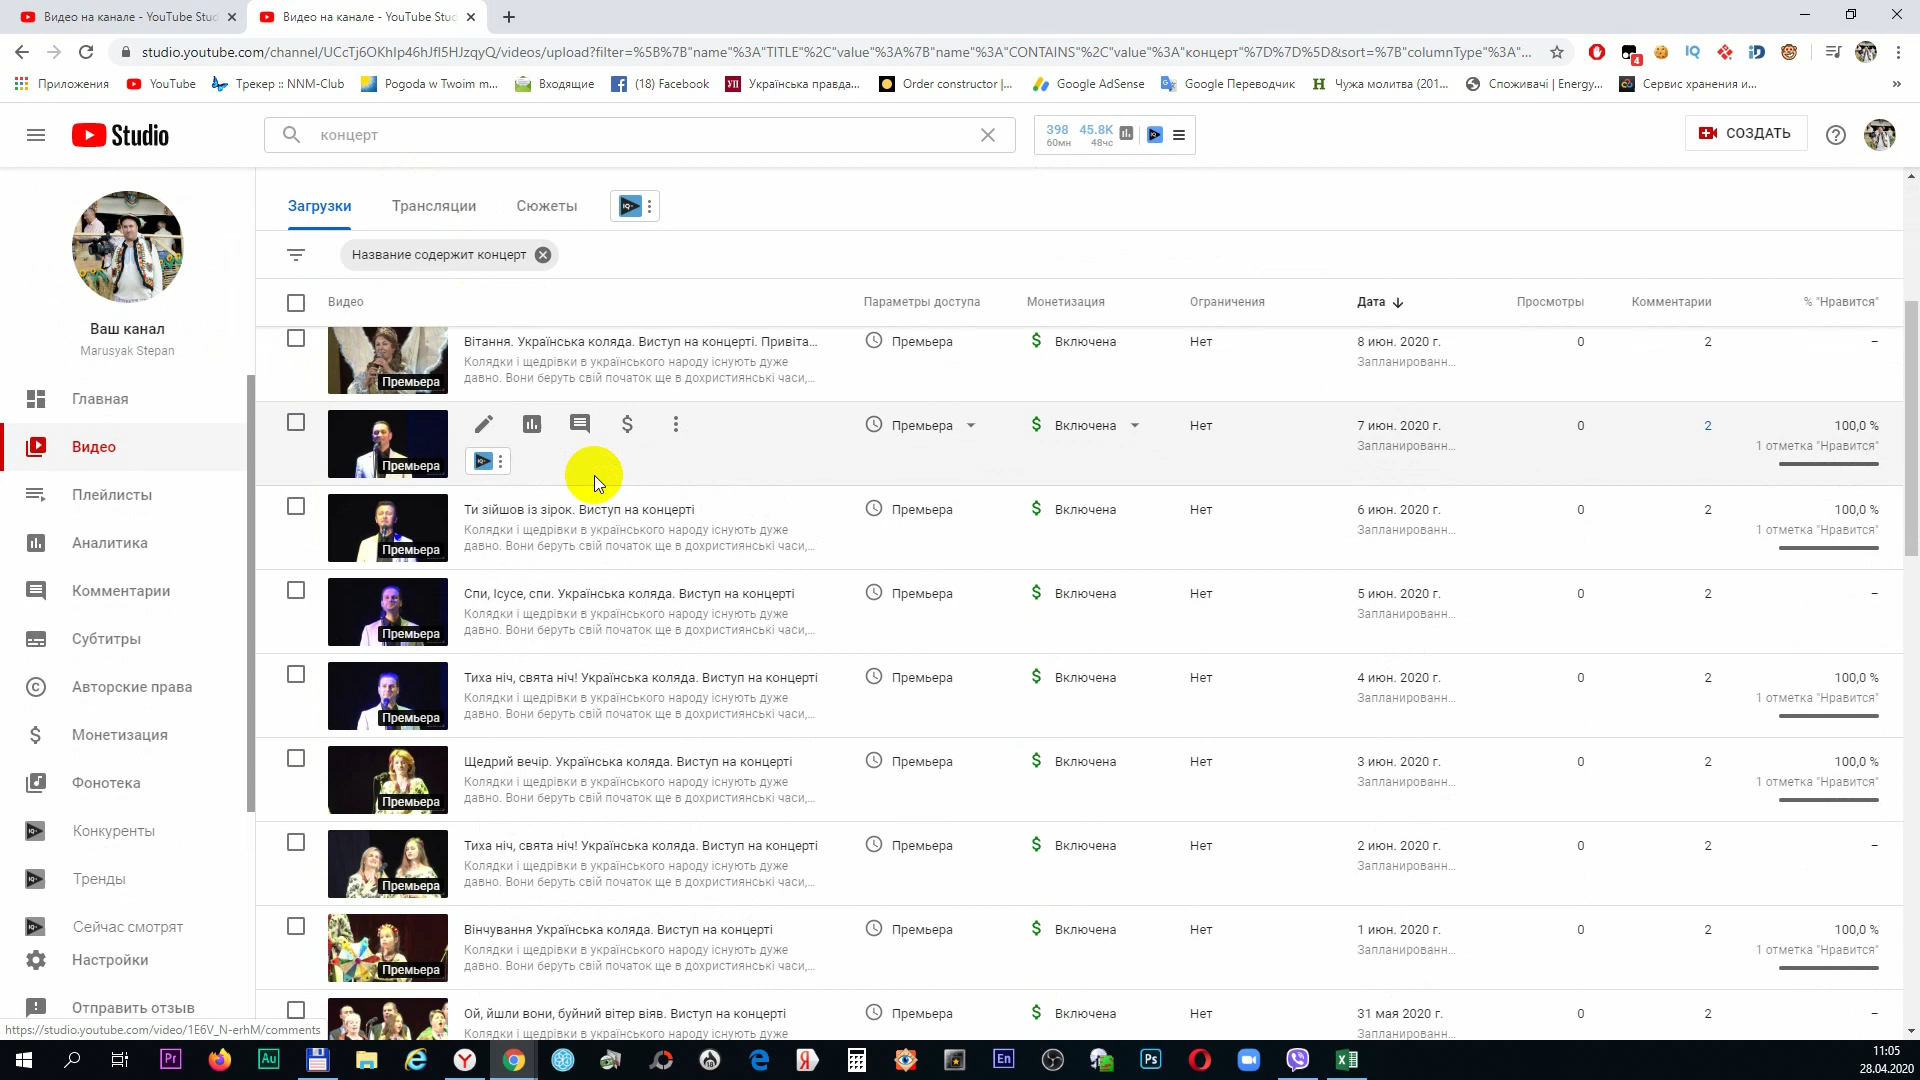 Видео на канале - YouTube Stud
Видео на канале - YouTube Stud
studio.youtube.com/channel/UCcTj6OKhIp46hJfI5HJzqyQ/videos/upload?filter=%5B%7B"name"%3A"TITLE"%2C"value"%3A%7B"name"%3A"CONTAINS"%2C"value"%3A"концерт"%7D%7D%5D&sort=%7B"columnType"%3A"...
Приложения YouTube Трекер :: NNM-Club Pogoda w Twoim m... Входящие (18) Facebook УП Українська правда... Order constructor |... Google AdSense Google Переводчик Чужа молитва (201... Споживачі | Energy... Сервис хранения и... »
Studio
концерт
398 45.8K
60мн 48чс
СОЗДАТЬ
Загрузки Трансляции Сюжеты
Название содержит концерт
Видео Параметры доступа Монетизация Ограничения Дата Просмотры Комментарии % "Нравится"
Ваш канал
Marusyak Stepan
Главная
Видео
Плейлисты
Аналитика
Комментарии
Субтитры
Авторские права
Монетизация
Фонотека
Конкуренты
Тренды
Сейчас смотрят
Настройки
Отправить отзыв
Вітання. Українська коляда. Виступ на концерті. Привіта... Премьера Включена Нет 8 июн. 2020 г. 0 2 –
Колядки і щедрівки в українського народу існують дуже Запланированн...
давно. Вони беруть свій початок ще в дохристиянські часи,...
Премьера
Премьера Включена Нет 7 июн. 2020 г. 0 2 100,0 %
Запланированн... 1 отметка "Нравится"
Премьера
Ти зійшов із зірок. Виступ на концерті Премьера Включена Нет 6 июн. 2020 г. 0 2 100,0 %
Колядки і щедрівки в українського народу існують дуже Запланированн... 1 отметка "Нравится"
давно. Вони беруть свій початок ще в дохристиянські часи,...
Премьера
Спи, Ісусе, спи. Українська коляда. Виступ на концерті Премьера Включена Нет 5 июн. 2020 г. 0 2 –
Колядки і щедрівки в українського народу існують дуже Запланированн...
давно. Вони беруть свій початок ще в дохристиянські часи,...
Премьера
Тиха ніч, свята ніч! Українська коляда. Виступ на концерті Премьера Включена Нет 4 июн. 2020 г. 0 2 100,0 %
Колядки і щедрівки в українського народу існують дуже Запланированн... 1 отметка "Нравится"
давно. Вони беруть свій початок ще в дохристиянські часи,...
Премьера
Щедрий вечір. Українська коляда. Виступ на концерті Премьера Включена Нет 3 июн. 2020 г. 0 2 100,0 %
Колядки і щедрівки в українського народу існують дуже Запланированн... 1 отметка "Нравится"
давно. Вони беруть свій початок ще в дохристиянські часи,...
Премьера
Тиха ніч, свята ніч! Українська коляда. Виступ на концерті Премьера Включена Нет 2 июн. 2020 г. 0 2 –
Колядки і щедрівки в українського народу існують дуже Запланированн...
давно. Вони беруть свій початок ще в дохристиянські часи,...
Премьера
Вінчування Українська коляда. Виступ на концерті Премьера Включена Нет 1 июн. 2020 г. 0 2 100,0 %
Колядки і щедрівки в українського народу існують дуже Запланированн... 1 отметка "Нравится"
давно. Вони беруть свій початок ще в дохристиянські часи,...
Премьера
Ой, йшли вони, буйний вітер віяв. Виступ на концерті Премьера Включена Нет 31 мая 2020 г. 0 2 –
Колядки і щедрівки в українського народу існують дуже Запланированн...
https://studio.youtube.com/video/1E6V_N-erhM/comments
11:05
28.04.2020